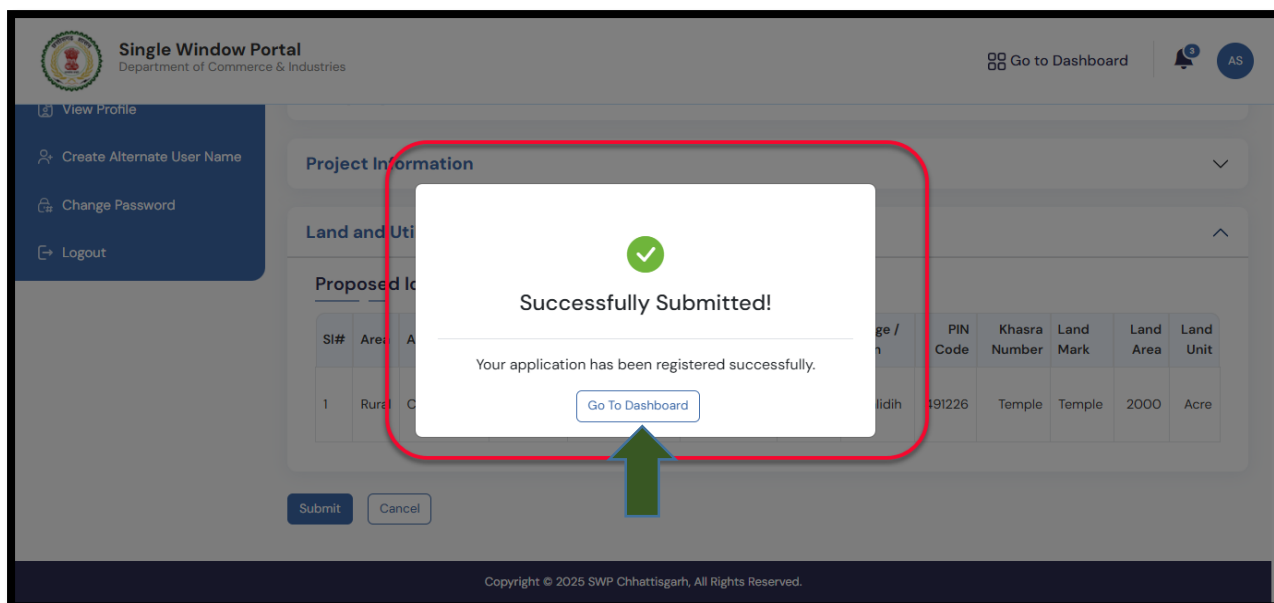 Single Window Portal
Department of Commerce & Industries
Go to Dashboard
3
AS
View Profile
Create Alternate User Name
Change Password
Logout
Project Information
Land and Uti
Proposed
Successfully Submitted!
Your application has been registered successfully.
Go To Dashboard
Sl# Area A ge / PIN Code Khasra Number Land Mark Land Area Land Unit
1 Rural C lidih 491226 Temple Temple 2000 Acre
Submit Cancel
Copyright © 2025 SWP Chhattisgarh, All Rights Reserved.